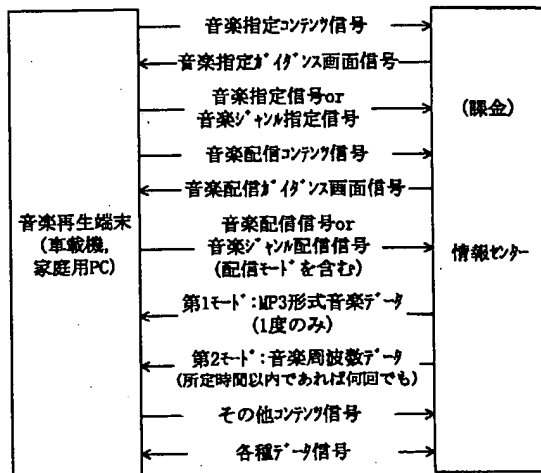 音楽指定ｺﾝﾃﾝﾂ信号
音楽指定ｶﾞｲﾀﾞﾝｽ画面信号
音楽指定信号or
音楽ｼﾞｬﾝﾙ指定信号
(課金)
音楽配信ｺﾝﾃﾝﾂ信号
音楽配信ｶﾞｲﾀﾞﾝｽ画面信号
音楽再生端末
(車載機,
家庭用PC)
音楽配信信号or
音楽ｼﾞｬﾝﾙ配信信号
(配信ﾓｰﾄﾞを含む)
情報ｾﾝﾀｰ
第1ﾓｰﾄﾞ:MP3形式音楽ﾃﾞｰﾀ
(1度のみ)
第2ﾓｰﾄﾞ:音楽周波数ﾃﾞｰﾀ
(所定時間以内であれば何回でも)
その他ｺﾝﾃﾝﾂ信号
各種ﾃﾞｰﾀ信号